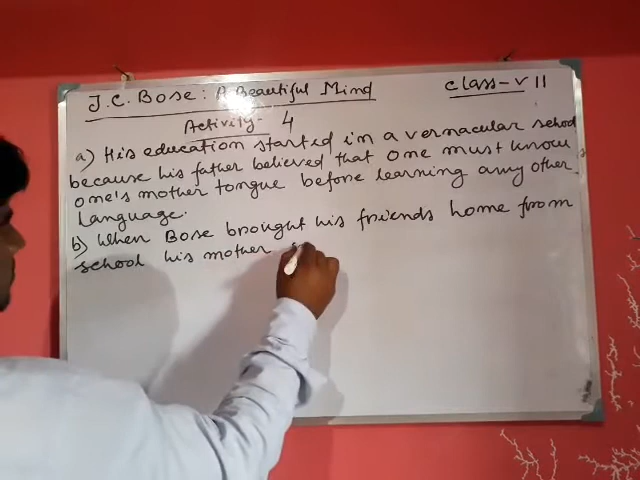 J.C. Bose: A Beautiful Mind Class-VII
Activity- 4
a) His education started in a vernacular school
because his father believed that one must know
one's mother tongue before learning any other
language.
b) When Bose brought his friends home from
school his mother